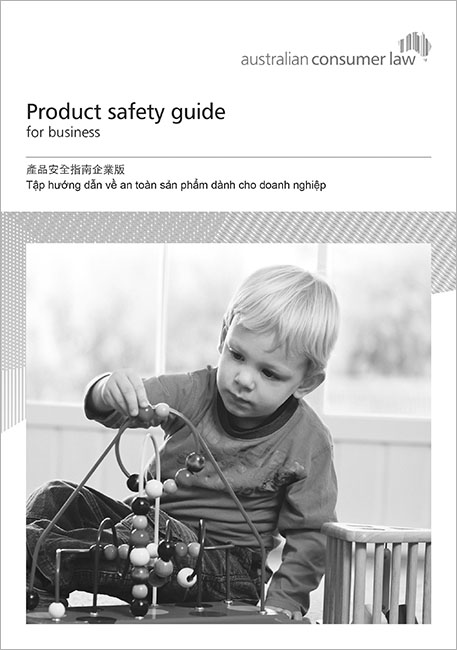 australian consumer law
Product safety guide
for business
產品安全指南企業版
Tập hướng dẫn về an toàn sản phẩm dành cho doanh nghiệp